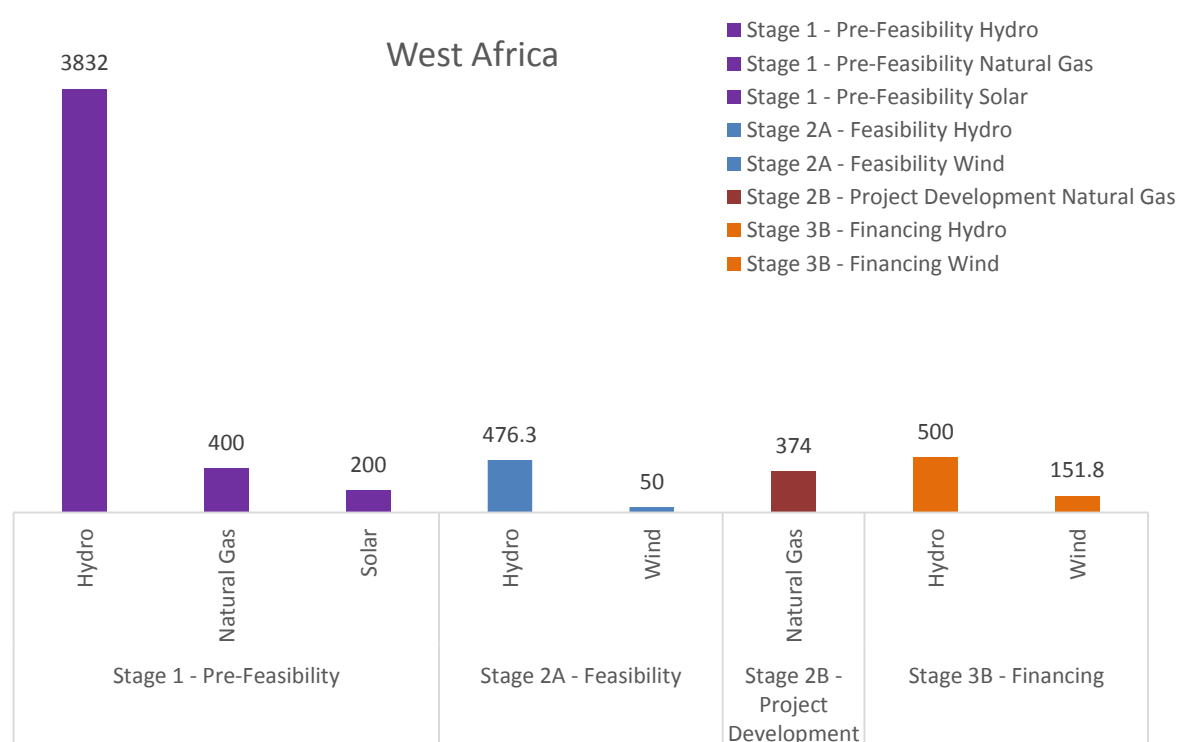 West Africa
Stage 1 - Pre-Feasibility Hydro
Stage 1 - Pre-Feasibility Natural Gas
Stage 1 - Pre-Feasibility Solar
Stage 2A - Feasibility Hydro
Stage 2A - Feasibility Wind
Stage 2B - Project Development Natural Gas
Stage 3B - Financing Hydro
Stage 3B - Financing Wind
3832
400
200
476.3
50
374
500
151.8
Hydro
Natural Gas
Solar
Hydro
Wind
Natural Gas
Hydro
Wind
Stage 1 - Pre-Feasibility
Stage 2A - Feasibility
Stage 2B -
Project
Development
Stage 3B - Financing